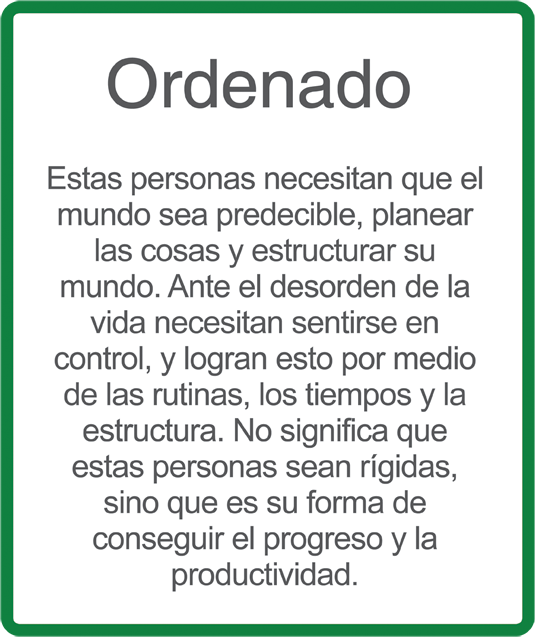 Ordenado
Estas personas necesitan que el
mundo sea predecible, planear
las cosas y estructurar su
mundo. Ante el desorden de la
vida necesitan sentirse en
control, y logran esto por medio
de las rutinas, los tiempos y la
estructura. No significa que
estas personas sean rígidas,
sino que es su forma de
conseguir el progreso y la
productividad.